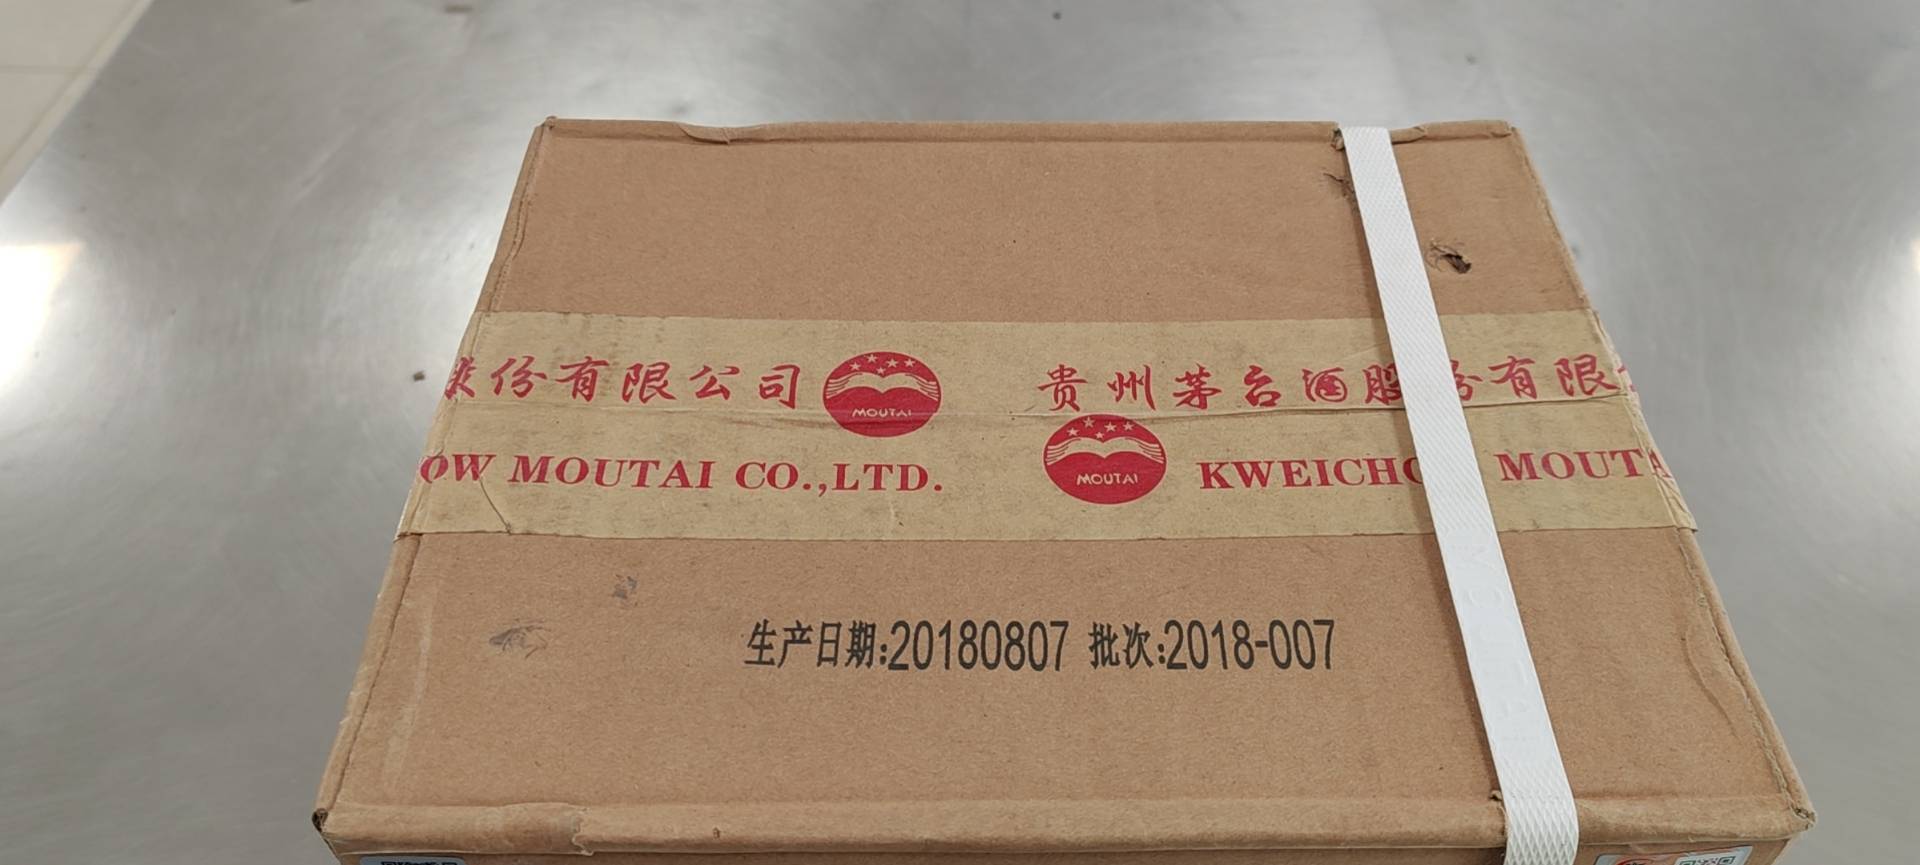 份有限公司 MOUTAI 贵州茅台酒股份有限
OW MOUTAI CO.,LTD. MOUTAI KWEICHO MOUTA
生产日期:20180807 批次:2018-007